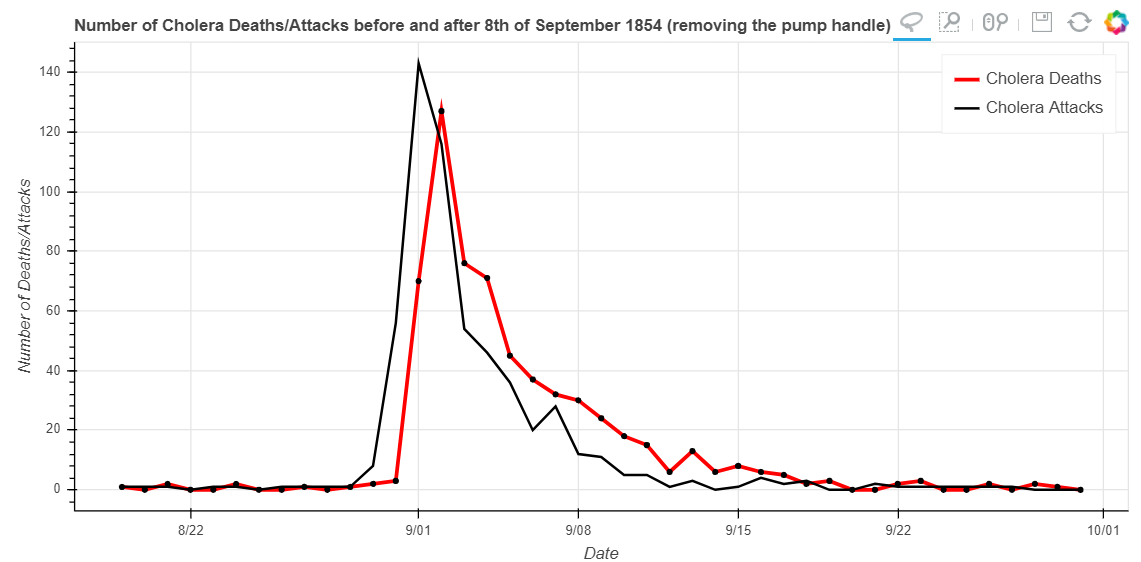 Number of Cholera Deaths/Attacks before and after 8th of September 1854 (removing the pump handle)
Cholera Deaths
Cholera Attacks
Number of Deaths/Attacks
140
120
100
80
60
40
20
0
8/22 9/01 9/08 9/15 9/22 10/01
Date